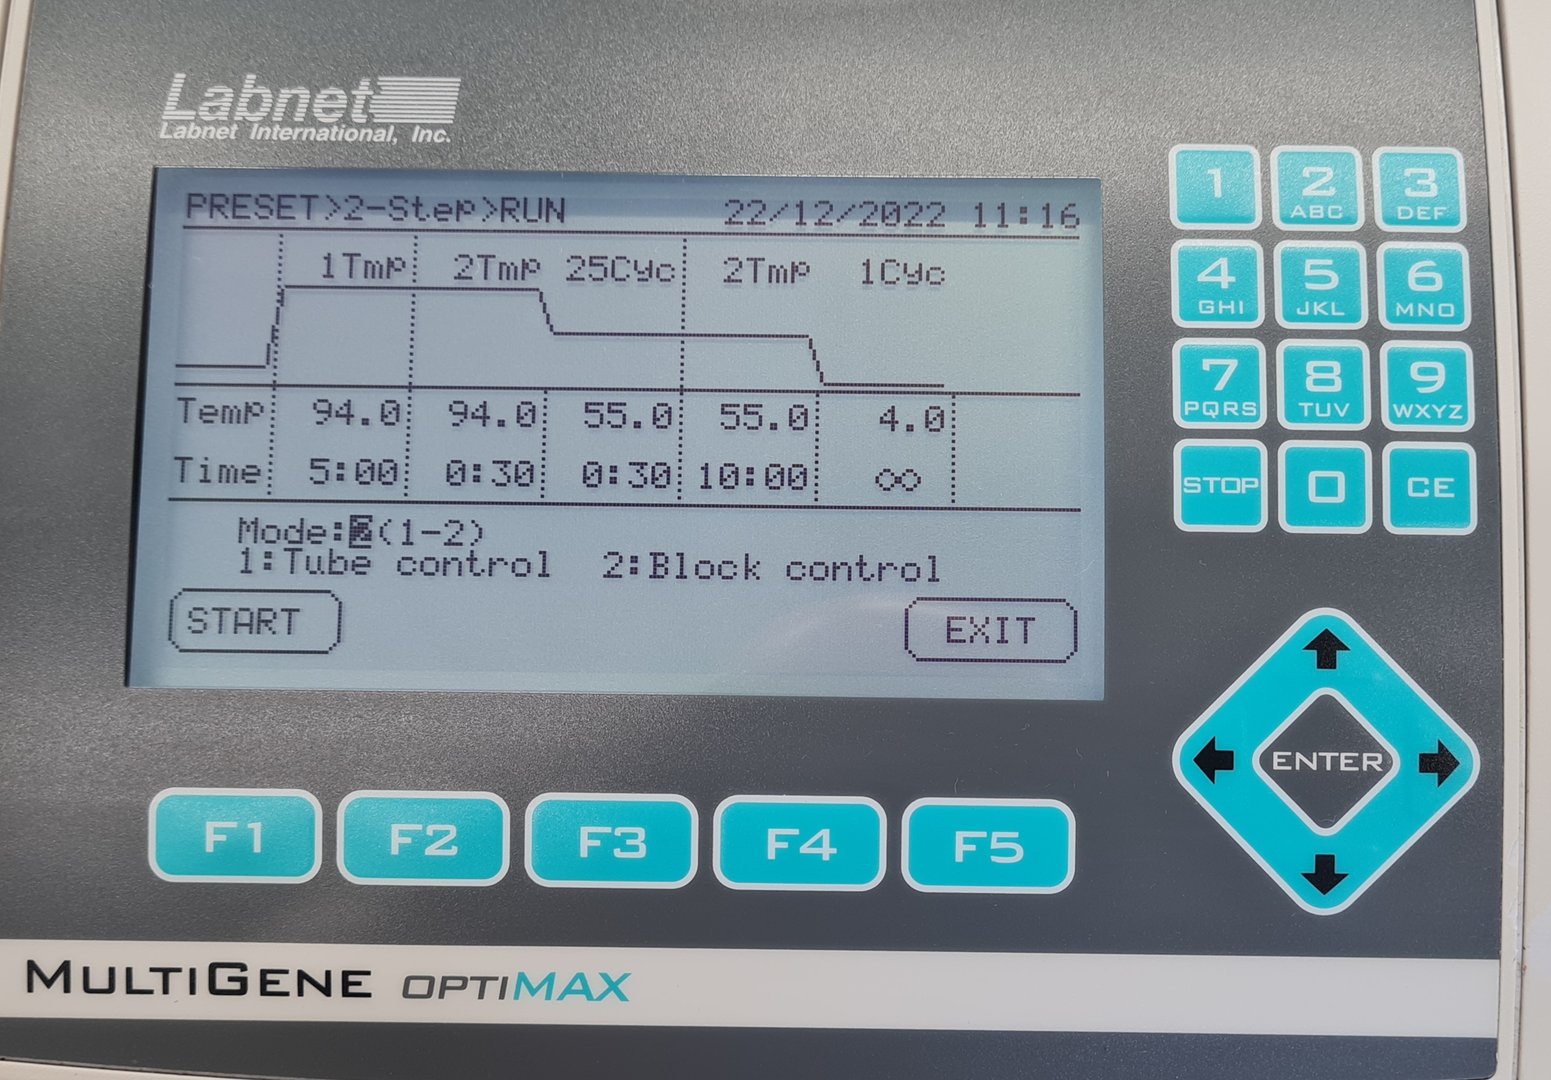 Labnet
Labnet International, Inc.
PRESET>2-Step>RUN 22/12/2022 11:16
1Tmp 2Tmp 25Cyc 2Tmp 1Cyc
Temp 94.0 94.0 55.0 55.0 4.0
Time 5:00 0:30 0:30 10:00 ∞
Mode:2(1-2)
1:Tube control 2:Block control
START EXIT
1 2 ABC 3 DEF
4 GHI 5 JKL 6 MNO
7 PQRS 8 TUV 9 WXYZ
STOP 0 CE
ENTER
F1 F2 F3 F4 F5
MULTIGENE OPTIMAX